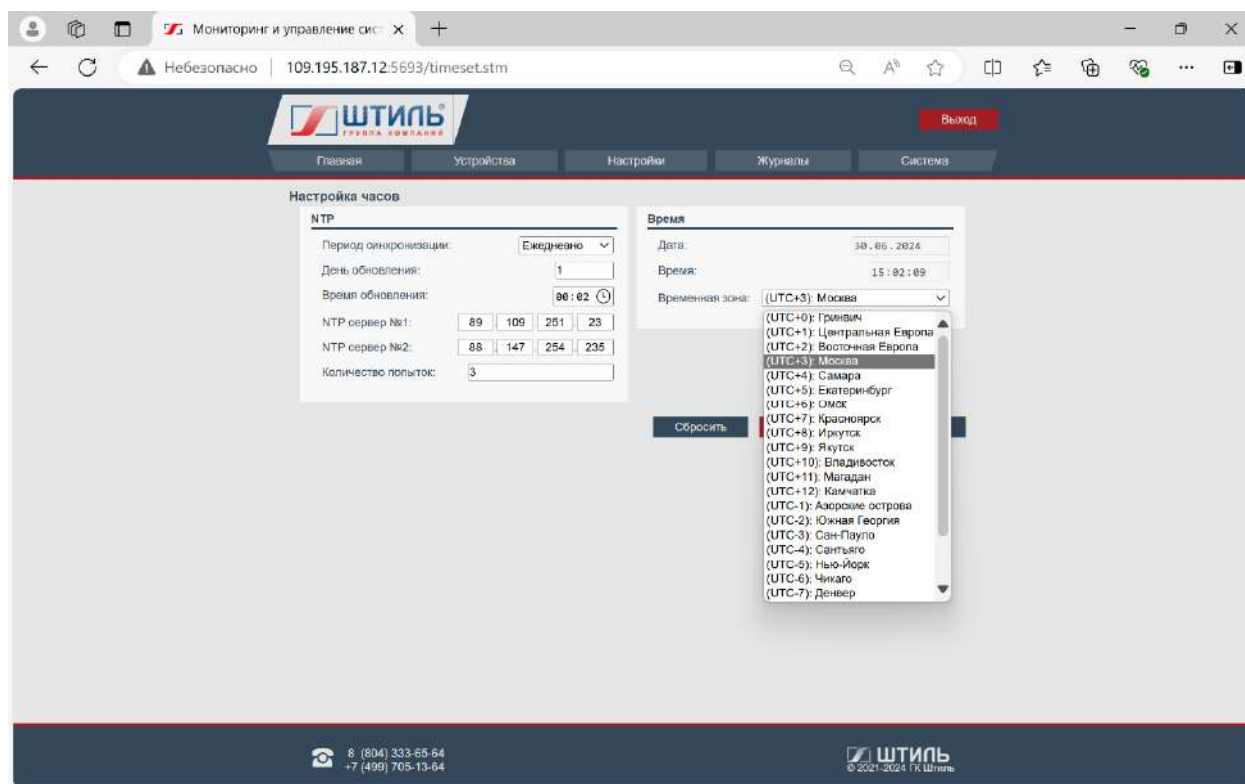 Мониторинг и управление сис
Небезопасно 109.195.187.12:5693/timeset.stm
ШТИЛЬ
ГРУППА КОМПАНИЙ
Выход
Главная Устройства Настройки Журналы Система
Настройка часов
NTP
Период синхронизации: Ежедневно
День обновления: 1
Время обновления: 00:02
NTP сервер №1: 89 . 109 . 251 . 23
NTP сервер №2: 88 . 147 . 254 . 235
Количество попыток: 3
Время
Дата: 30.06.2024
Время: 15:02:09
Временная зона: (UTC+3): Москва
(UTC+0): Гринвич
(UTC+1): Центральная Европа
(UTC+2): Восточная Европа
(UTC+3): Москва
(UTC+4): Самара
(UTC+5): Екатеринбург
(UTC+6): Омск
(UTC+7): Красноярск
(UTC+8): Иркутск
(UTC+9): Якутск
(UTC+10): Владивосток
(UTC+11): Магадан
(UTC+12): Камчатка
(UTC-1): Азорские острова
(UTC-2): Южная Георгия
(UTC-3): Сан-Пауло
(UTC-4): Сантьяго
(UTC-5): Нью-Йорк
(UTC-6): Чикаго
(UTC-7): Денвер
Сбросить
8 (804) 333-65-64
+7 (499) 705-13-64
ШТИЛЬ
© 2021-2024 ГК Штиль